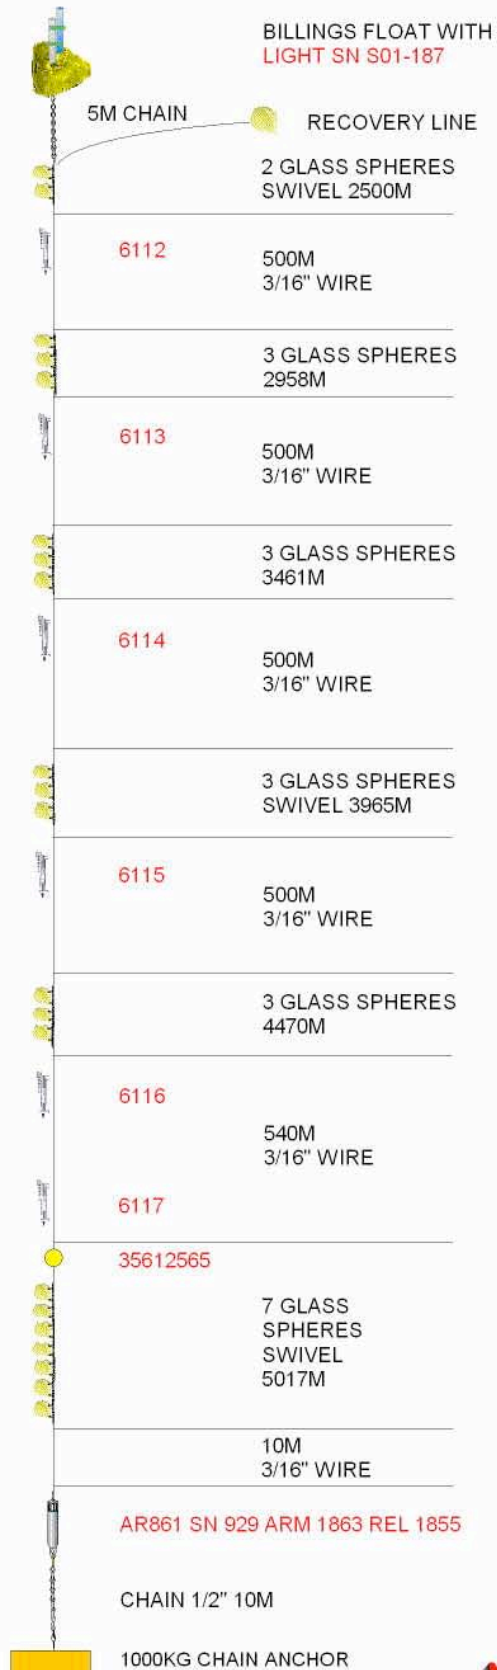 BILLINGS FLOAT WITH
LIGHT SN S01-187
5M CHAIN
RECOVERY LINE
2 GLASS SPHERES
SWIVEL 2500M
6112
500M
3/16" WIRE
3 GLASS SPHERES
2958M
6113
500M
3/16" WIRE
3 GLASS SPHERES
3461M
6114
500M
3/16" WIRE
3 GLASS SPHERES
SWIVEL 3965M
6115
500M
3/16" WIRE
3 GLASS SPHERES
4470M
6116
540M
3/16" WIRE
6117
35612565
7 GLASS
SPHERES
SWIVEL
5017M
10M
3/16" WIRE
AR861 SN 929 ARM 1863 REL 1855
CHAIN 1/2" 10M
1000KG CHAIN ANCHOR